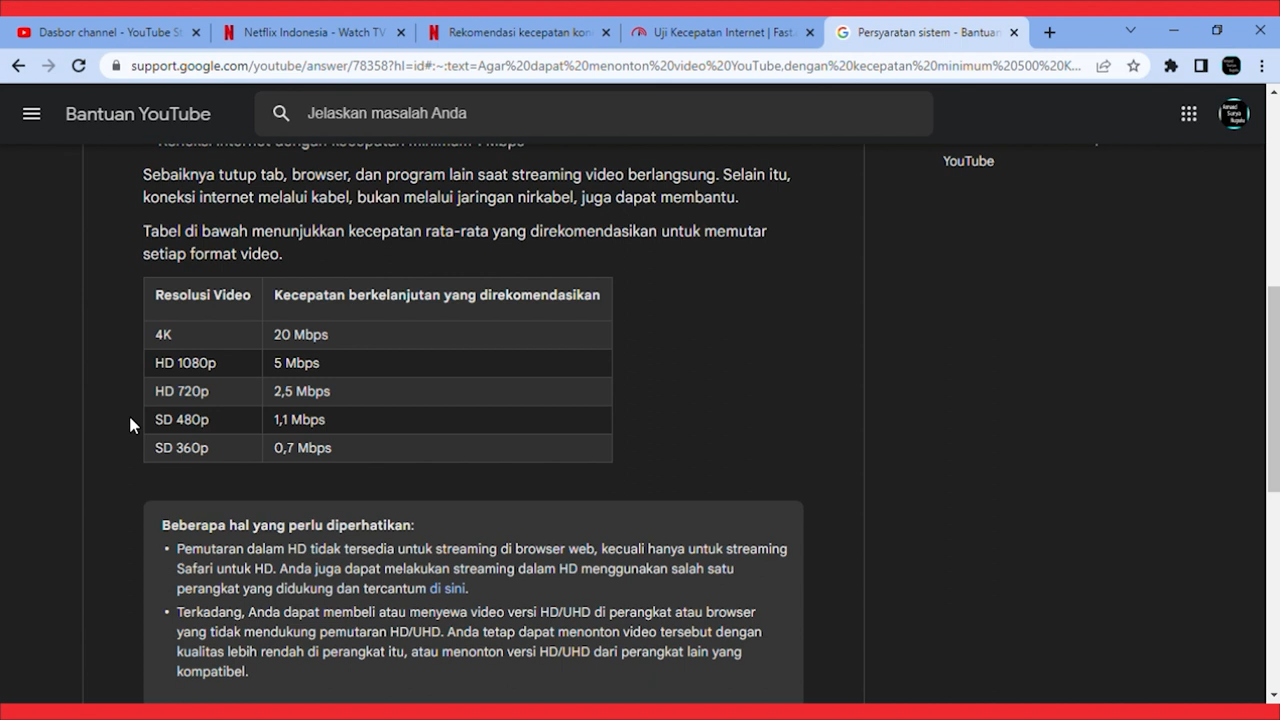 Dasbor channel - YouTube St
Netflix Indonesia - Watch TV
Rekomendasi kecepatan kon
Uji Kecepatan Internet | Fast.
Persyaratan sistem - Bantuan
support.google.com/youtube/answer/78358?hl=id#:~:text=Agar%20dapat%20menonton%20video%20YouTube,dengan%20kecepatan%20minimum%20500%20K...
Bantuan YouTube
Jelaskan masalah Anda
Koneksi internet dengan kecepatan minimum 1 Mbps
YouTube
Sebaiknya tutup tab, browser, dan program lain saat streaming video berlangsung. Selain itu,
koneksi internet melalui kabel, bukan melalui jaringan nirkabel, juga dapat membantu.
Tabel di bawah menunjukkan kecepatan rata-rata yang direkomendasikan untuk memutar
setiap format video.
Resolusi Video Kecepatan berkelanjutan yang direkomendasikan
4K 20 Mbps
HD 1080p 5 Mbps
HD 720p 2,5 Mbps
SD 480p 1,1 Mbps
SD 360p 0,7 Mbps
Beberapa hal yang perlu diperhatikan:
• Pemutaran dalam HD tidak tersedia untuk streaming di browser web, kecuali hanya untuk streaming
Safari untuk HD. Anda juga dapat melakukan streaming dalam HD menggunakan salah satu
perangkat yang didukung dan tercantum di sini.
• Terkadang, Anda dapat membeli atau menyewa video versi HD/UHD di perangkat atau browser
yang tidak mendukung pemutaran HD/UHD. Anda tetap dapat menonton video tersebut dengan
kualitas lebih rendah di perangkat itu, atau menonton versi HD/UHD dari perangkat lain yang
kompatibel.